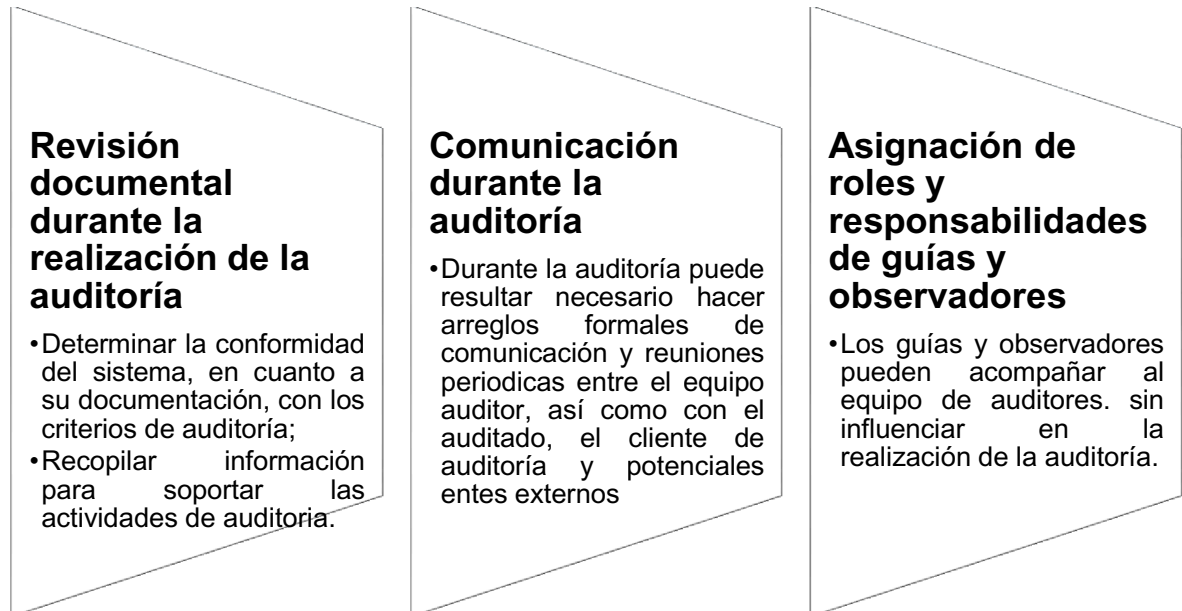 Revisión
documental
durante la
realización de la
auditoría
•Determinar la conformidad
del sistema, en cuanto a
su documentación, con los
criterios de auditoría;
•Recopilar información
para soportar las
actividades de auditoria.
Comunicación
durante la
auditoría
•Durante la auditoría puede
resultar necesario hacer
arreglos formales de
comunicación y reuniones
periodicas entre el equipo
auditor, así como con el
auditado, el cliente de
auditoría y potenciales
entes externos
Asignación de
roles y
responsabilidades
de guías y
observadores
•Los guías y observadores
pueden acompañar al
equipo de auditores. sin
influenciar en la
realización de la auditoría.